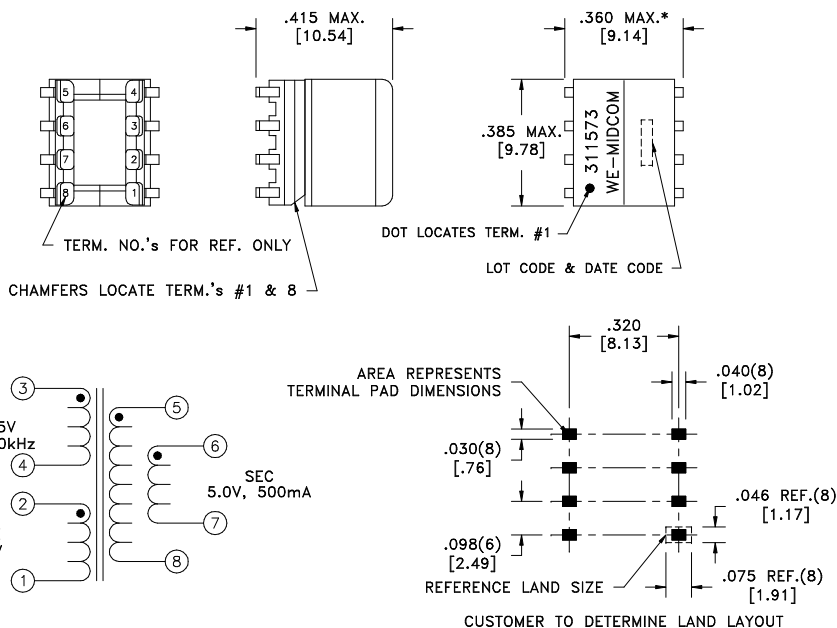 .415 MAX.
[10.54]
.360 MAX.*
[9.14]
5
4
6
3
7
2
8
1
.385 MAX.
[9.78]
311573
WE-MIDCOM
TERM. NO.'s FOR REF. ONLY
DOT LOCATES TERM. #1
LOT CODE & DATE CODE
CHAMFERS LOCATE TERM.'s #1 & 8
.320
[8.13]
AREA REPRESENTS
TERMINAL PAD DIMENSIONS
.040(8)
[1.02]
3
5
5V
0kHz
.030(8)
[.76]
6
4
SEC
5.0V, 500mA
2
7
.046 REF.(8)
[1.17]
.098(6)
[2.49]
8
1
REFERENCE LAND SIZE
.075 REF.(8)
[1.91]
CUSTOMER TO DETERMINE LAND LAYOUT